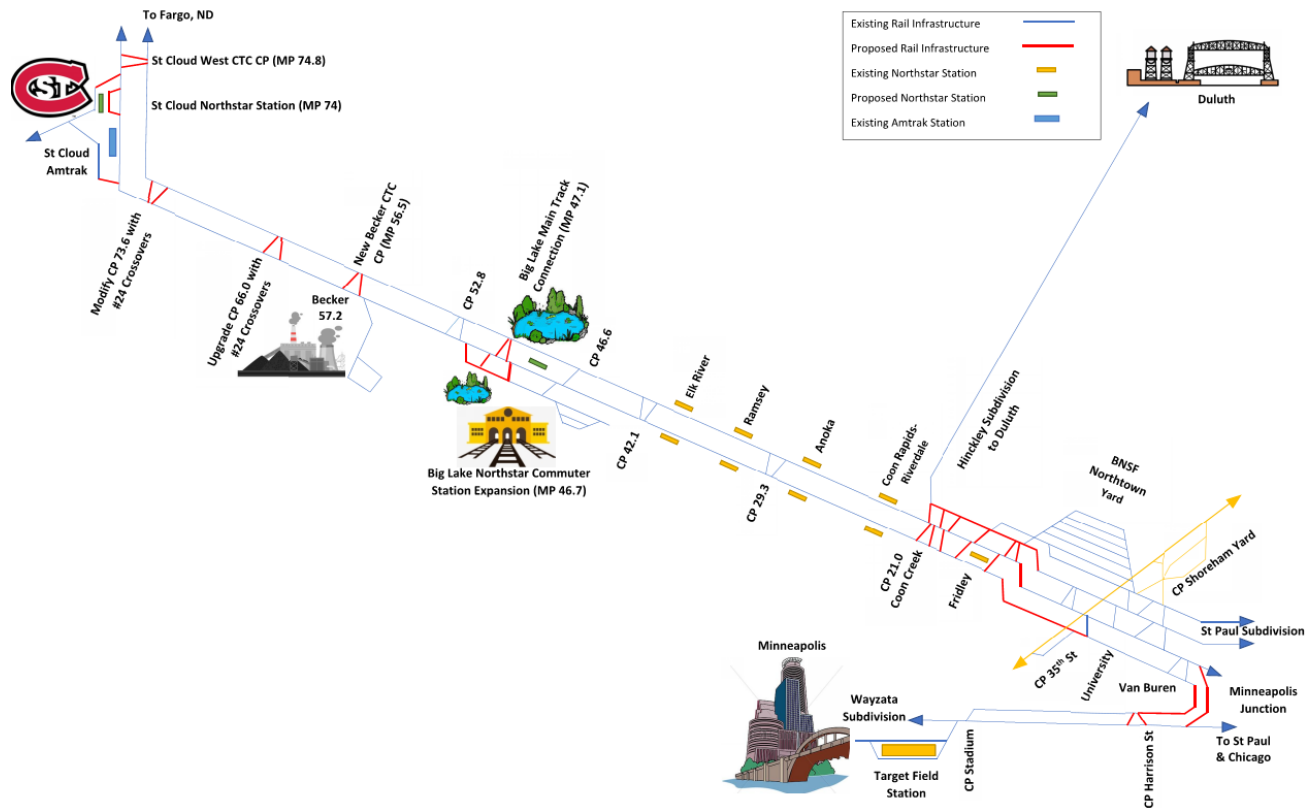 To Fargo, ND
St Cloud West CTC CP (MP 74.8)
St Cloud Northstar Station (MP 74)
ST
C
St Cloud
Amtrak
Existing Rail Infrastructure
Proposed Rail Infrastructure
Existing Northstar Station
Proposed Northstar Station
Existing Amtrak Station
Duluth
Modify CP 73.6 with
#24 Crossovers
Upgrade CP 66.0 with
#24 Crossovers
New Becker CTC
CP (MP 56.5)
Becker
57.2
CP 52.8
Big Lake Main Track
Connection (MP 47.1)
CP 46.6
Big Lake Northstar Commuter
Station Expansion (MP 46.7)
CP 42.1
Elk River
Ramsey
CP 29.3
Anoka
Coon Rapids-
Riverdale
Hinckley Subdivision
to Duluth
CP 21.0
Coon Creek
Fridley
BNSF
Northtown
Yard
CP Shoreham Yard
St Paul Subdivision
CP 35th St
University
Van Buren
Minneapolis
Junction
Minneapolis
Wayzata
Subdivision
Target Field
Station
CP Stadium
CP Harrison St
To St Paul
& Chicago